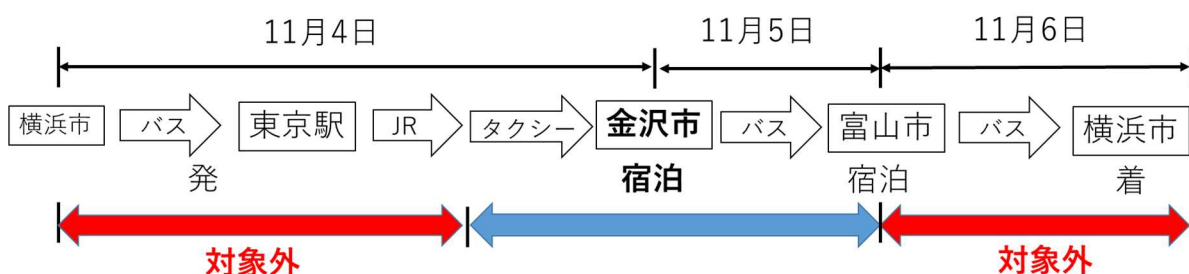 11月4日 11月5日 11月6日
横浜市 バス 東京駅 JR タクシー 金沢市 バス 富山市 バス 横浜市
発 宿泊 宿泊 着
対象外 対象外